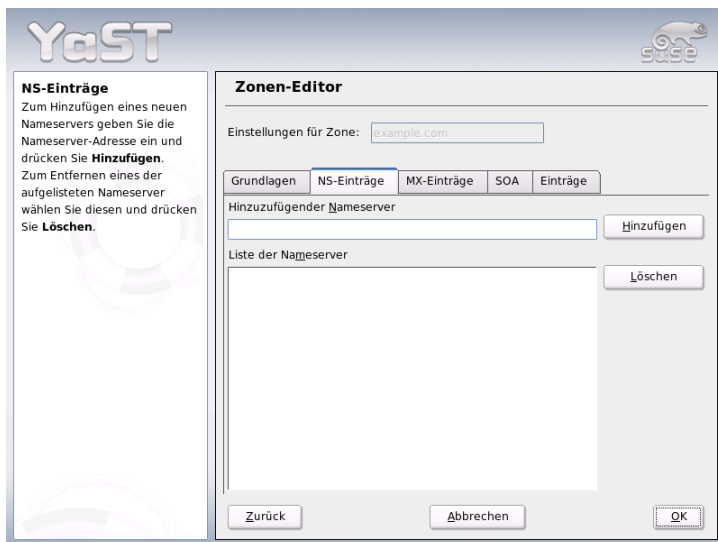 YaST
SUSE
NS-Einträge
Zum Hinzufügen eines neuen
Nameservers geben Sie die
Nameserver-Adresse ein und
drücken Sie Hinzufügen.
Zum Entfernen eines der
aufgelisteten Nameserver
wählen Sie diesen und drücken
Sie Löschen.
Zonen-Editor
Einstellungen für Zone: example.com
Grundlagen NS-Einträge MX-Einträge SOA Einträge
Hinzuzufügender Nameserver
Hinzufügen
Liste der Nameserver
Löschen
Zurück Abbrechen OK